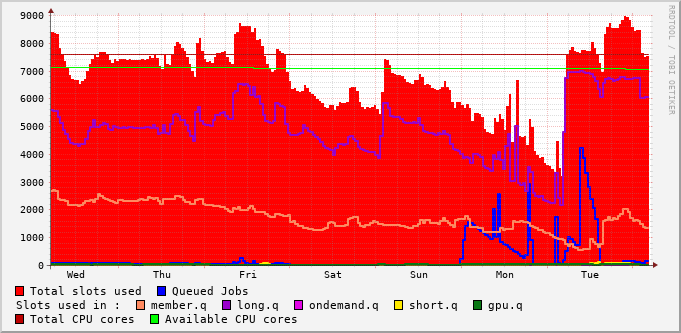 RRDTOOL / TOBI OETIKER
9000
8000
7000
6000
5000
4000
3000
2000
1000
0
Wed Thu Fri Sat Sun Mon Tue
Total slots used Queued Jobs
Slots used in : member.q long.q ondemand.q short.q gpu.q
Total CPU cores Available CPU cores